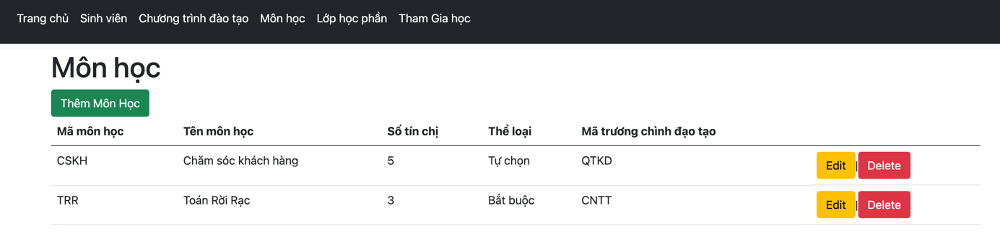 Trang chủ Sinh viên Chương trình đào tạo Môn học Lớp học phần Tham Gia học
Môn học
Thêm Môn Học
Mã môn học Tên môn học Số tín chị Thể loại Mã trương chình đạo tạo
CSKH Chăm sóc khách hàng 5 Tự chọn QTKD Edit | Delete
TRR Toán Rời Rạc 3 Bắt buộc CNTT Edit | Delete